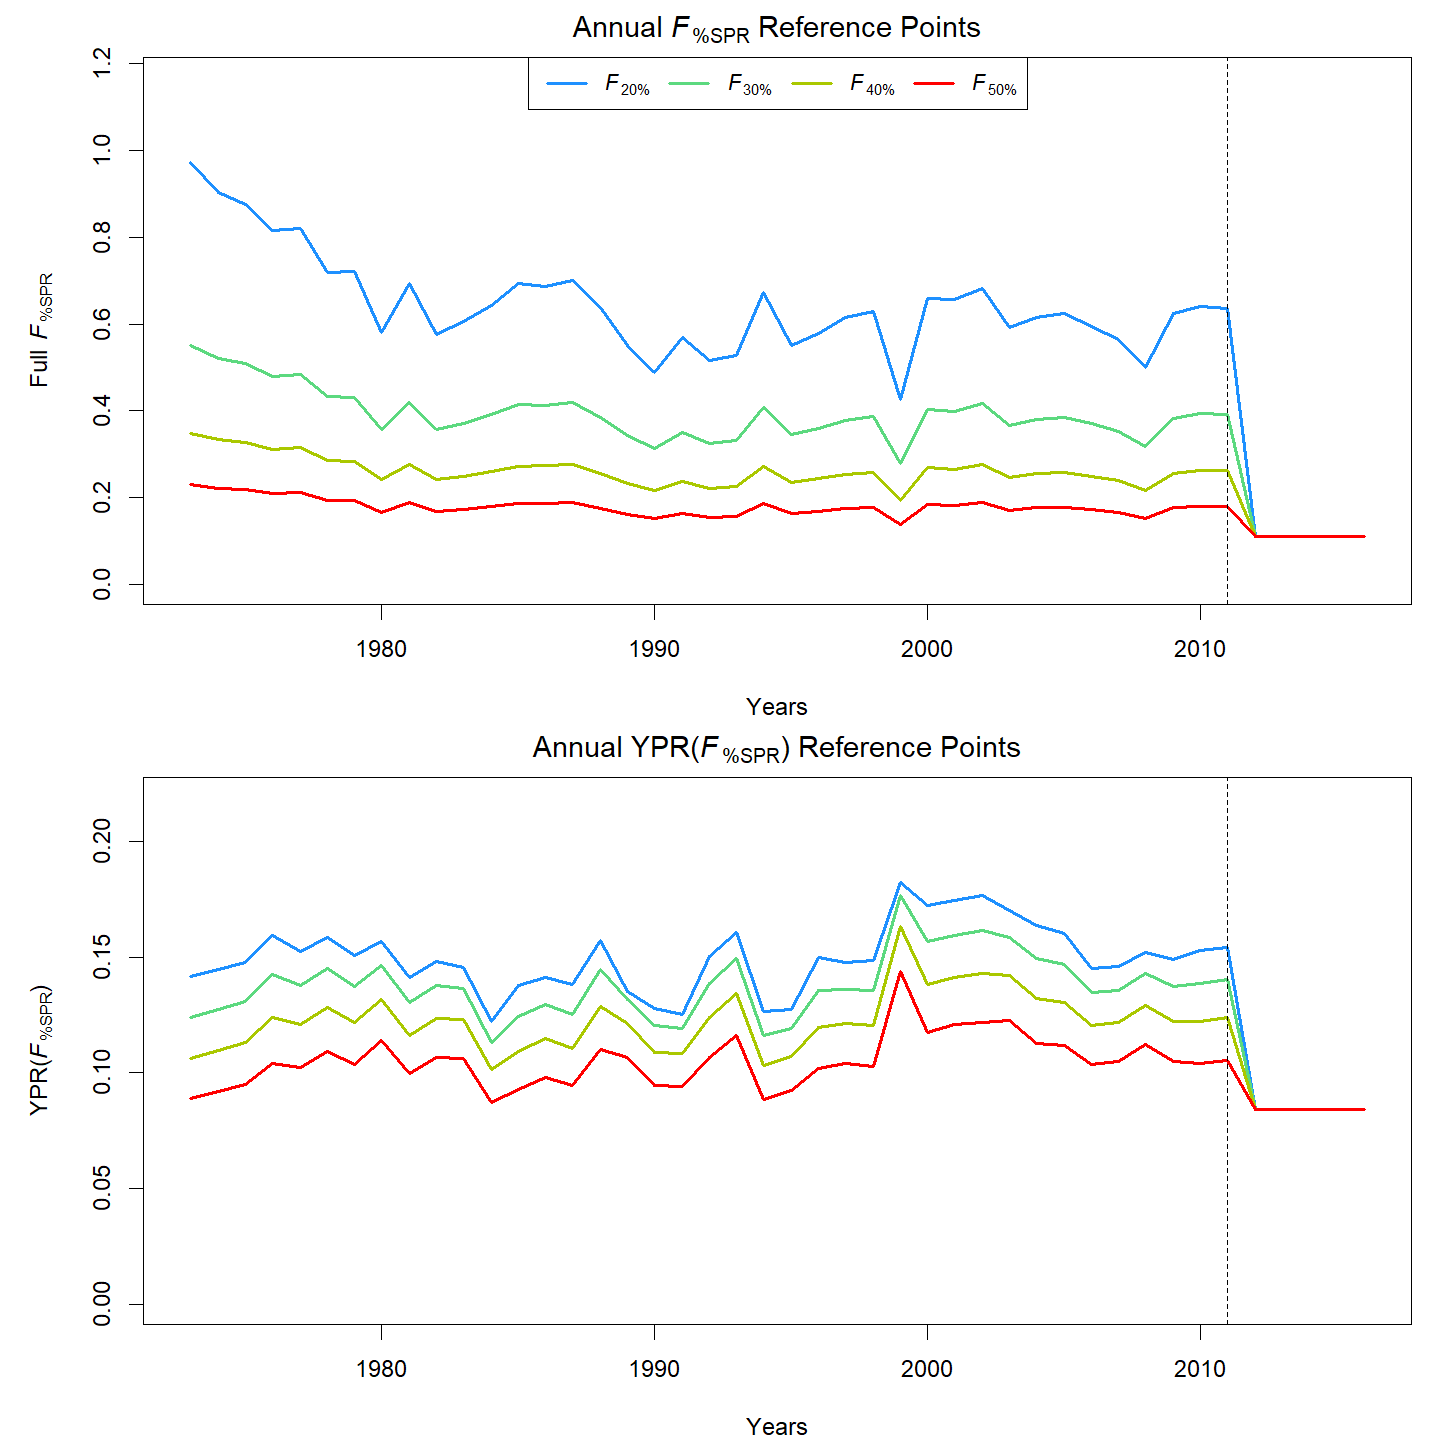 Annual F%SPR Reference Points
F20% F30% F40% F50%
Full F%SPR
1.2
1.0
0.8
0.6
0.4
0.2
0.0
1980 1990 2000 2010
Years
Annual YPR(F%SPR) Reference Points
YPR(F%SPR)
0.20
0.15
0.10
0.05
0.00
1980 1990 2000 2010
Years